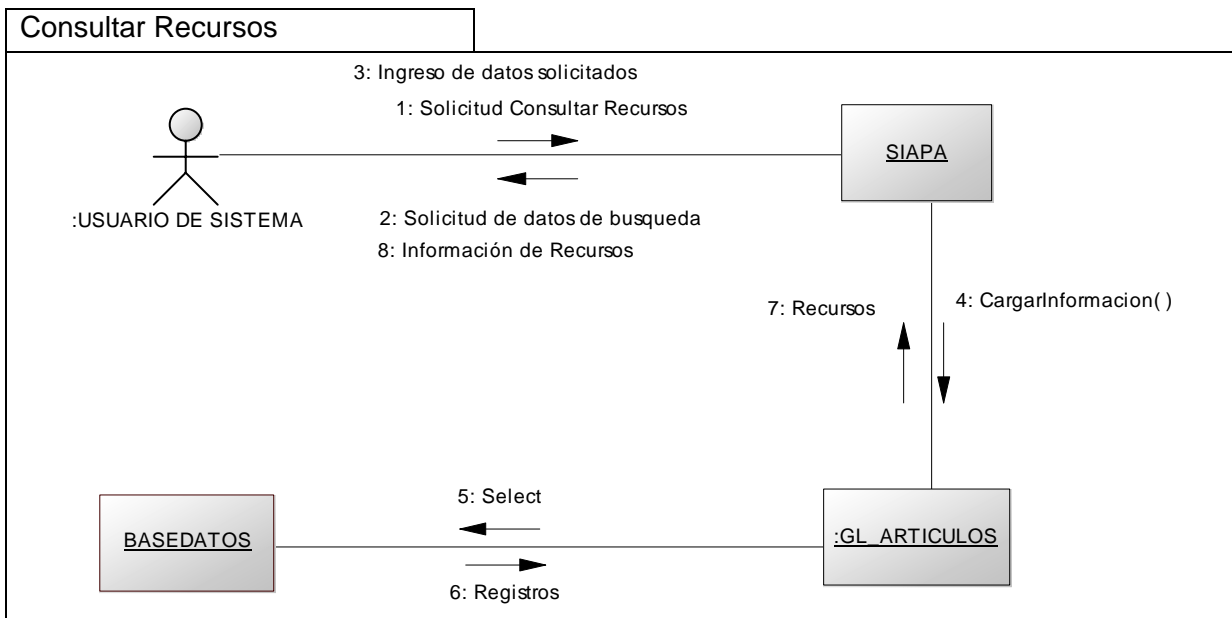 Consultar Recursos
3: Ingreso de datos solicitados
1: Solicitud Consultar Recursos
SIAPA
:USUARIO DE SISTEMA
2: Solicitud de datos de busqueda
8: Información de Recursos
7: Recursos
4: CargarInformacion( )
5: Select
BASEDATOS
:GL_ARTICULOS
6: Registros